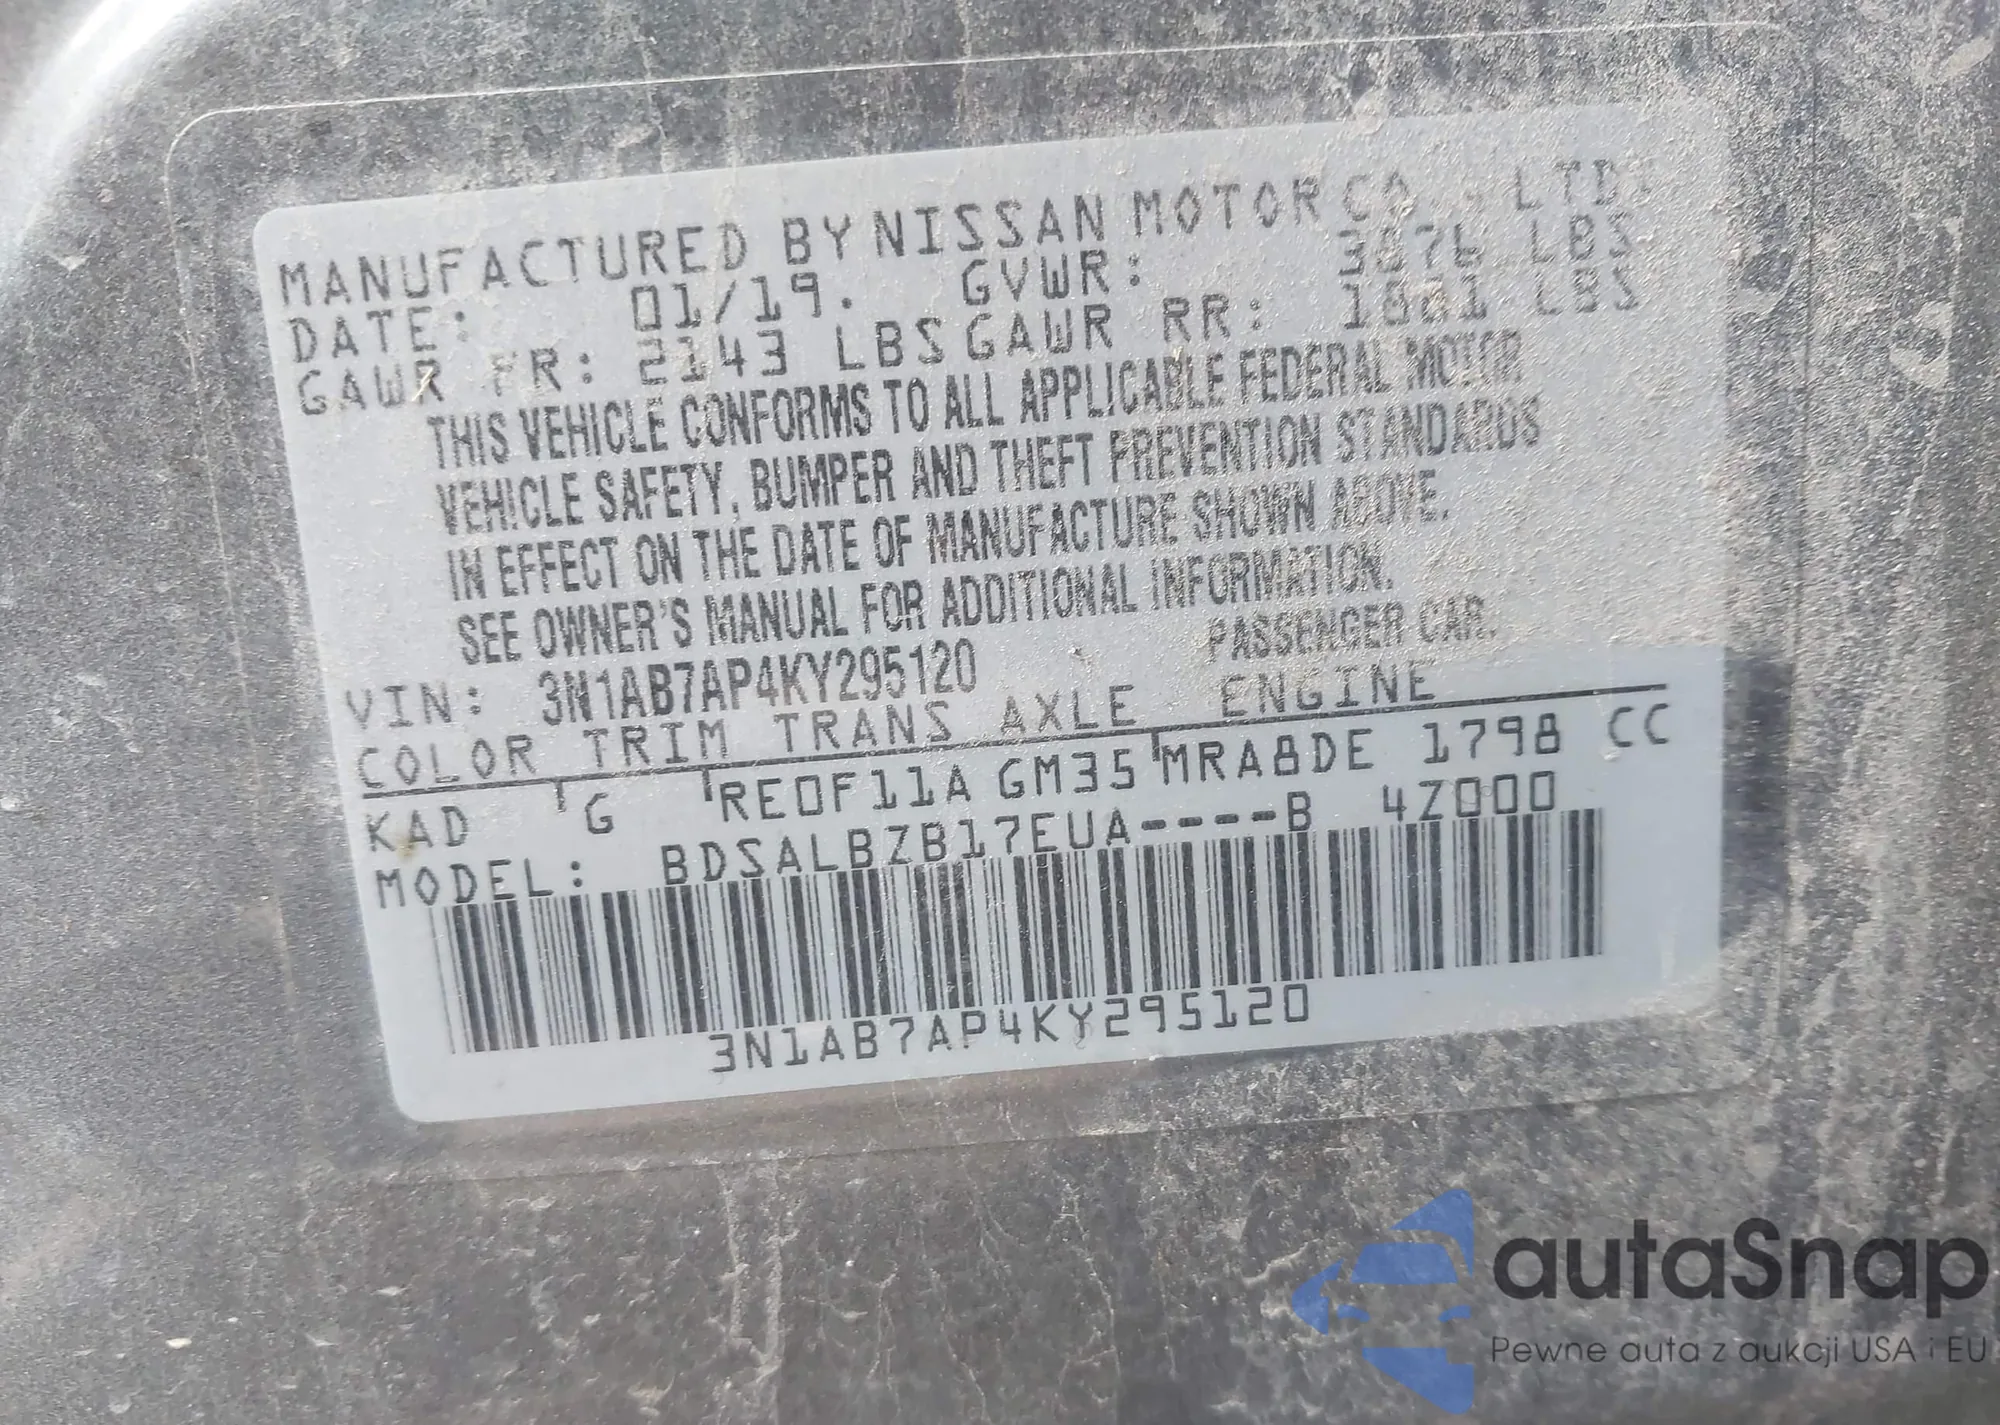 MANUFACTURED BY NISSAN MOTOR CO., LTD.
DATE: 01/19. GVWR: LBS
GAWR FR: 2143 LBS GAWR RR: LBS
THIS VEHICLE CONFORMS TO ALL APPLICABLE FEDERAL MOTOR
VEHICLE SAFETY, BUMPER AND THEFT PREVENTION STANDARDS
IN EFFECT ON THE DATE OF MANUFACTURE SHOWN ABOVE.
SEE OWNER'S MANUAL FOR ADDITIONAL INFORMATION.
PASSENGER CAR.
VIN: 3N1AB7AP4KY295120
COLOR TRIM TRANS AXLE ENGINE
KAD G RE0F11A GM35 MRA8DE 1798 CC
MODEL: BDSALBZB17EUA----B 4Z000
3N1AB7AP4KY295120
autaSnap
Pewne auta z aukcji USA i EU